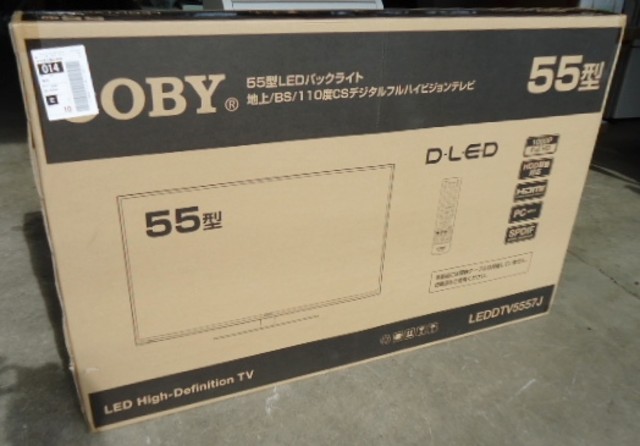 014
OBY®
55型LEDバックライト
地上/BS/110度CSデジタルフルハイビジョンテレビ
55型
D-LED
HDMI
PC
SPDIF
55型
LEDDTV5557J
LED High-Definition TV